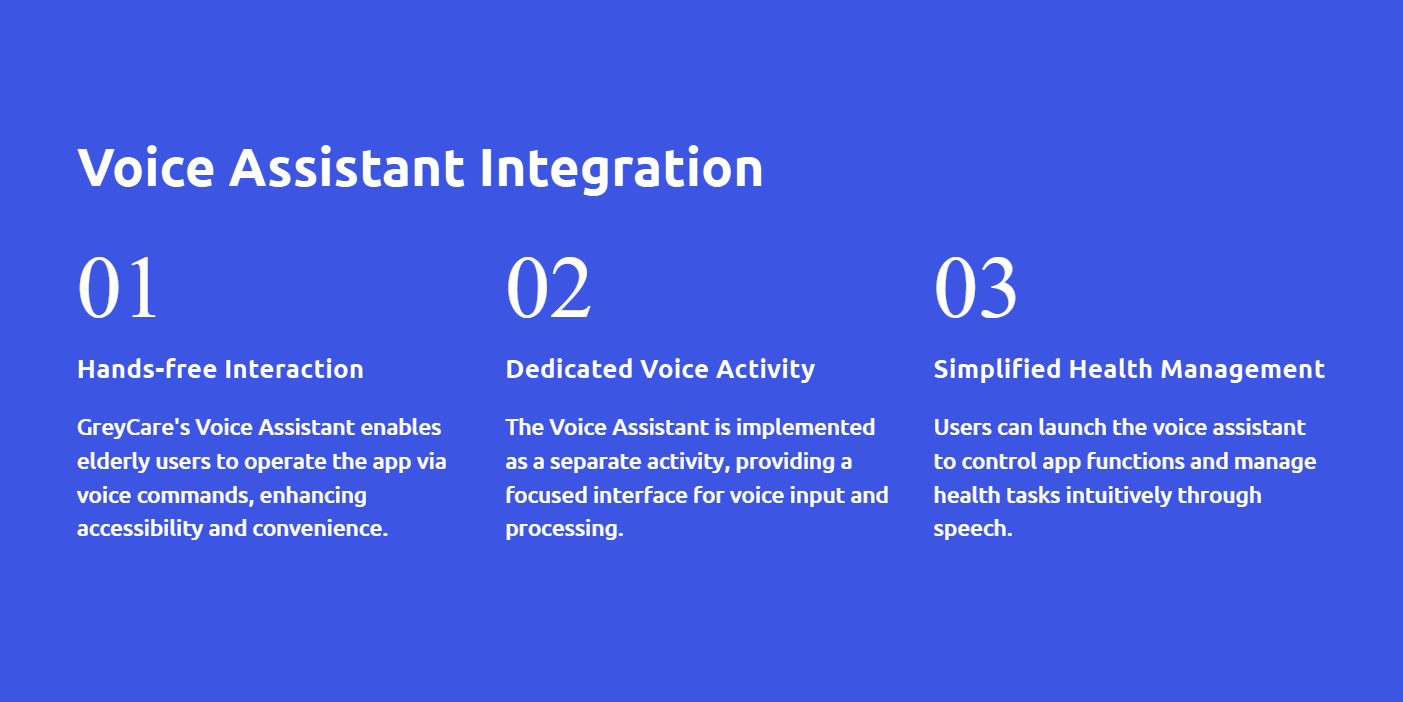 Voice Assistant Integration
01
Hands-free Interaction
GreyCare's Voice Assistant enables
elderly users to operate the app via
voice commands, enhancing
accessibility and convenience.
02
Dedicated Voice Activity
The Voice Assistant is implemented
as a separate activity, providing a
focused interface for voice input and
processing.
03
Simplified Health Management
Users can launch the voice assistant
to control app functions and manage
health tasks intuitively through
speech.